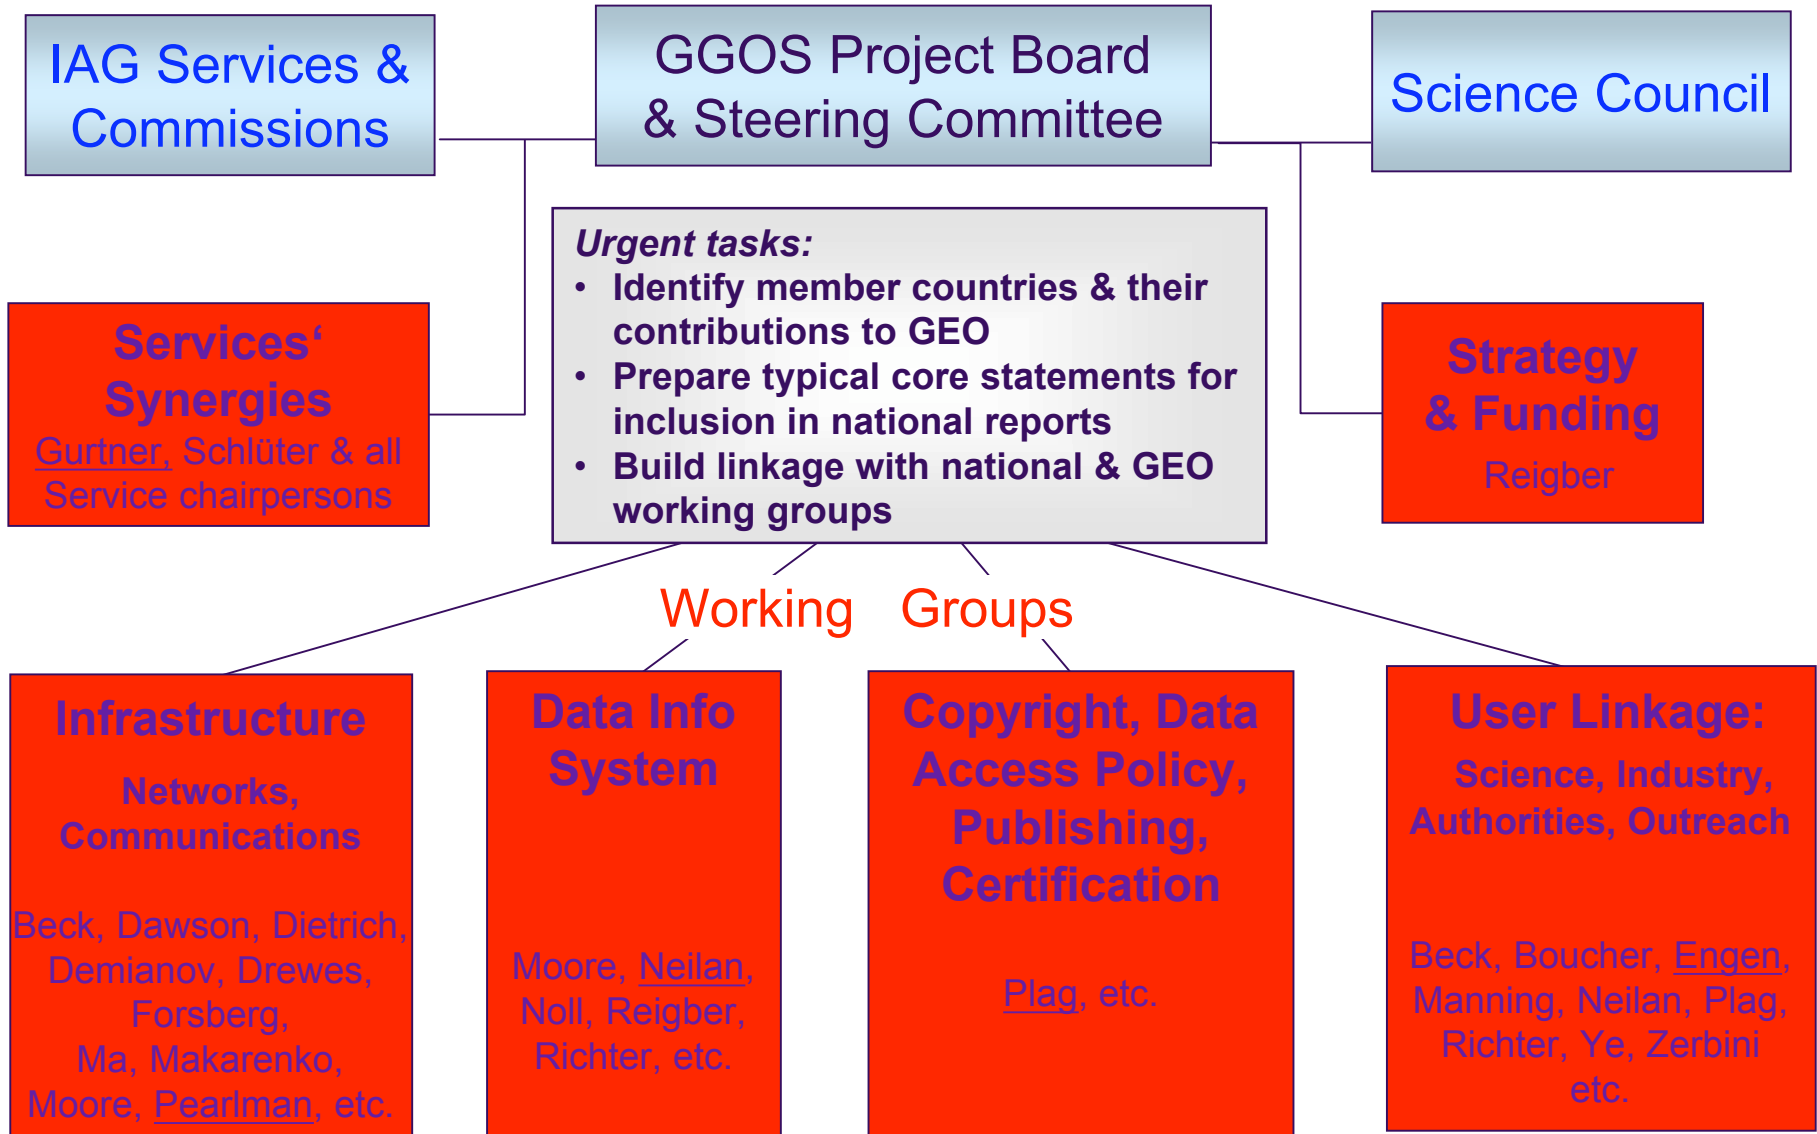 IAG Services &
Commissions
GGOS Project Board
& Steering Committee
Science Council
Urgent tasks:
• Identify member countries & their
contributions to GEO
• Prepare typical core statements for
inclusion in national reports
• Build linkage with national & GEO
working groups
Services‘
Synergies
Gurtner, Schlüter & all
Service chairpersons
Strategy
& Funding
Reigber
Working Groups
Infrastructure
Networks,
Communications
Beck, Dawson, Dietrich,
Demianov, Drewes,
Forsberg,
Ma, Makarenko,
Moore, Pearlman, etc.
Data Info
System
Moore, Neilan,
Noll, Reigber,
Richter, etc.
Copyright, Data
Access Policy,
Publishing,
Certification
Plag, etc.
User Linkage:
Science, Industry,
Authorities, Outreach
Beck, Boucher, Engen,
Manning, Neilan, Plag,
Richter, Ye, Zerbini
etc.